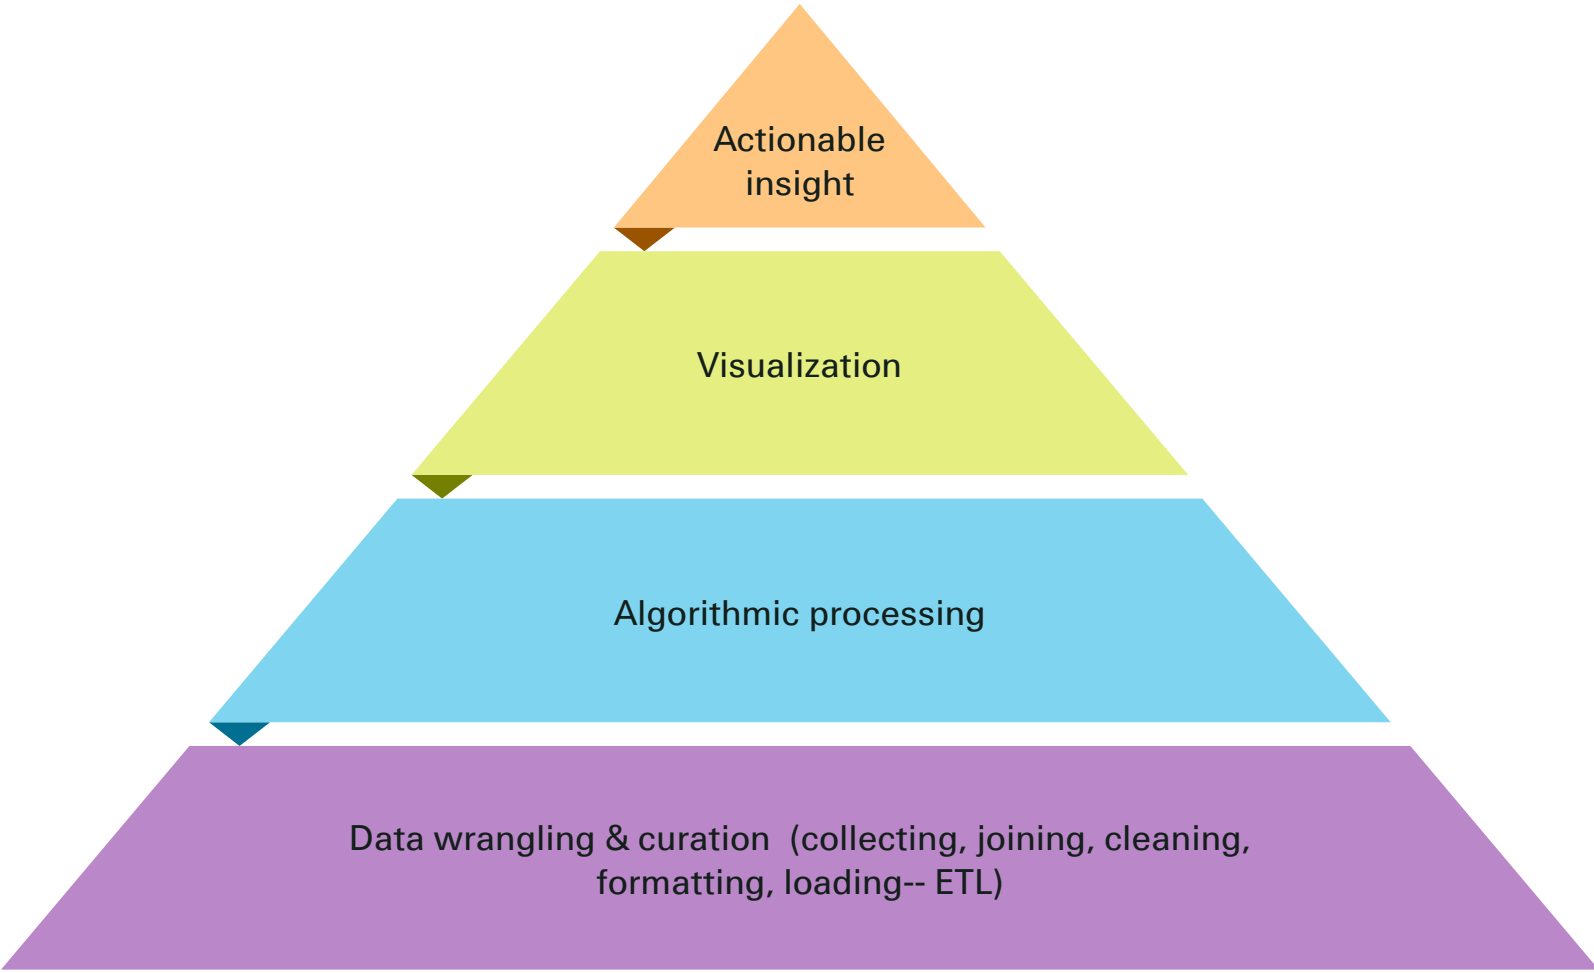 Actionable
insight
Visualization
Algorithmic processing
Data wrangling & curation  (collecting, joining, cleaning,
formatting, loading-- ETL)